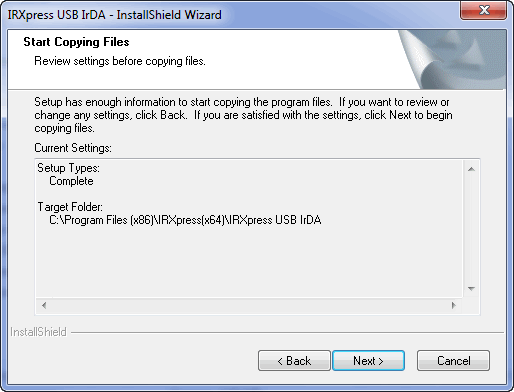 IRXpress USB IrDA - InstallShield Wizard
Start Copying Files
Review settings before copying files.
Setup has enough information to start copying the program files.  If you want to review or
change any settings, click Back.  If you are satisfied with the settings, click Next to begin
copying files.
Current Settings:
Setup Types:
Complete
Target Folder:
C:\Program Files (x86)\IRXpress(x64)\IRXpress USB IrDA
InstallShield
< Back
Next >
Cancel